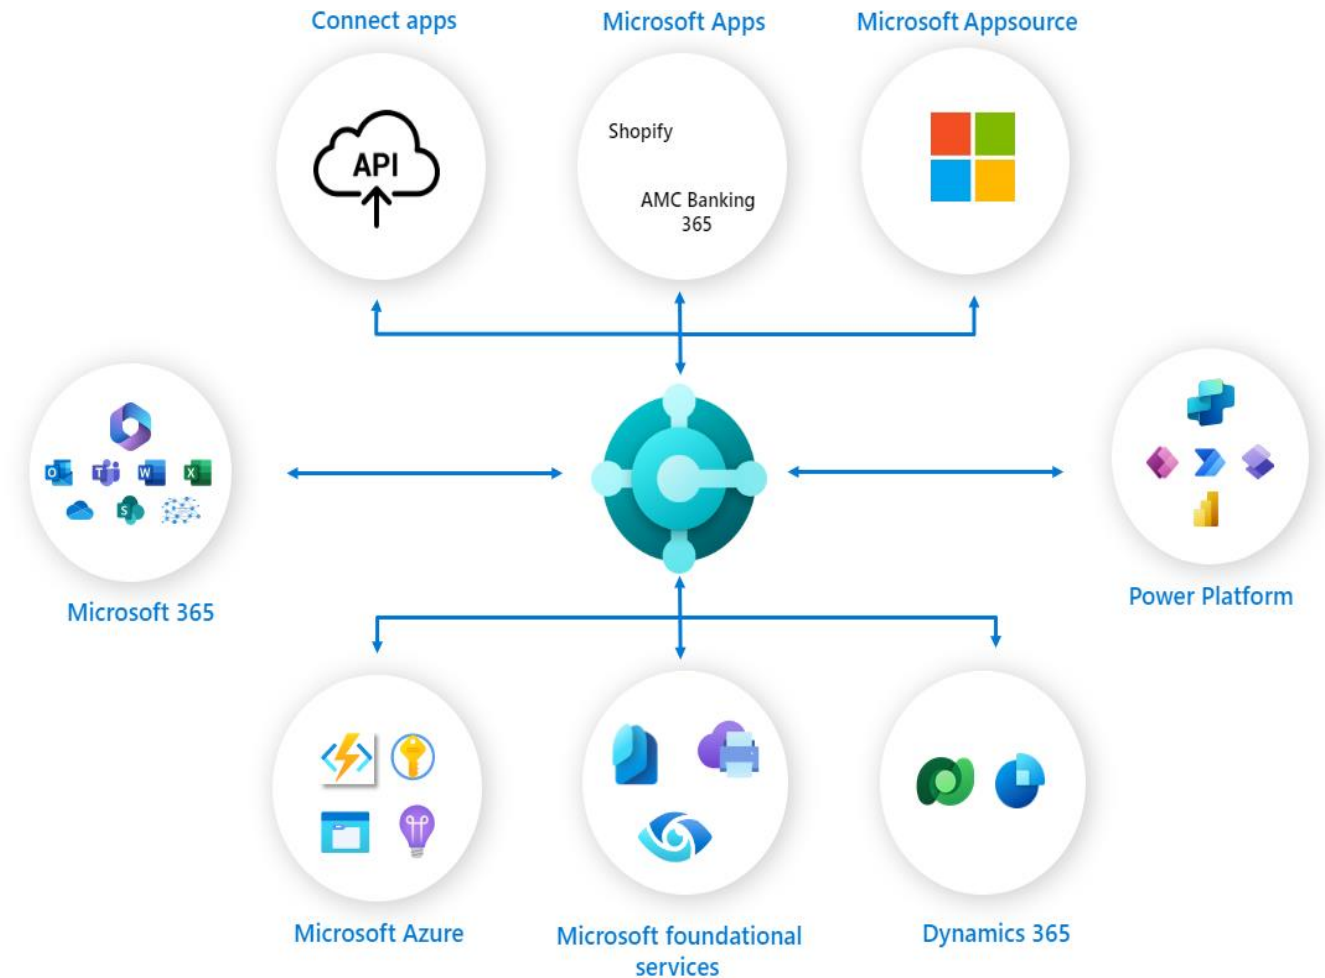 Connect apps
Microsoft Apps
Microsoft Appsource
API
Shopify
AMC Banking
365
O
T
W
X
S
Microsoft 365
Power Platform
Microsoft Azure
Microsoft foundational
services
Dynamics 365